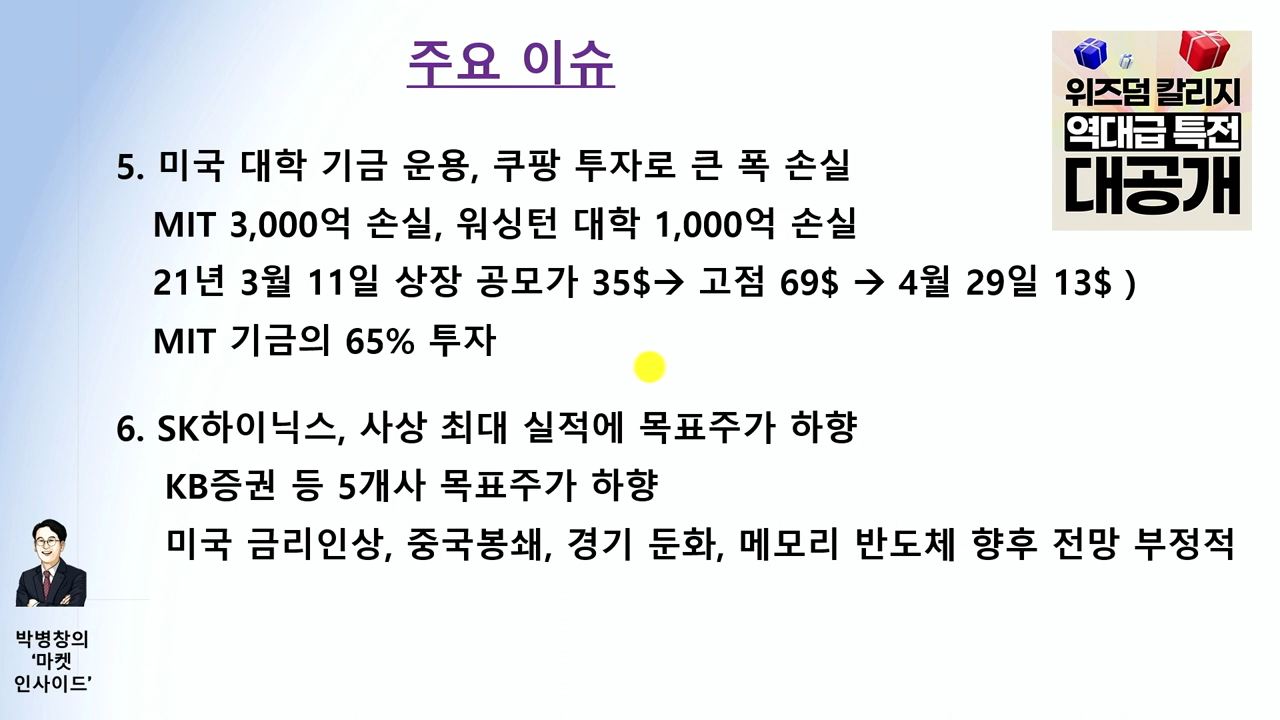 주요 이슈
위즈덤 칼리지
역대급 특전
대공개
5. 미국 대학 기금 운용, 쿠팡 투자로 큰 폭 손실
MIT 3,000억 손실, 워싱턴 대학 1,000억 손실
21년 3월 11일 상장 공모가 35$→ 고점 69$ → 4월 29일 13$ )
MIT 기금의 65% 투자
6. SK하이닉스, 사상 최대 실적에 목표주가 하향
KB증권 등 5개사 목표주가 하향
미국 금리인상, 중국봉쇄, 경기 둔화, 메모리 반도체 향후 전망 부정적
박병창의
‘마켓
인사이드’